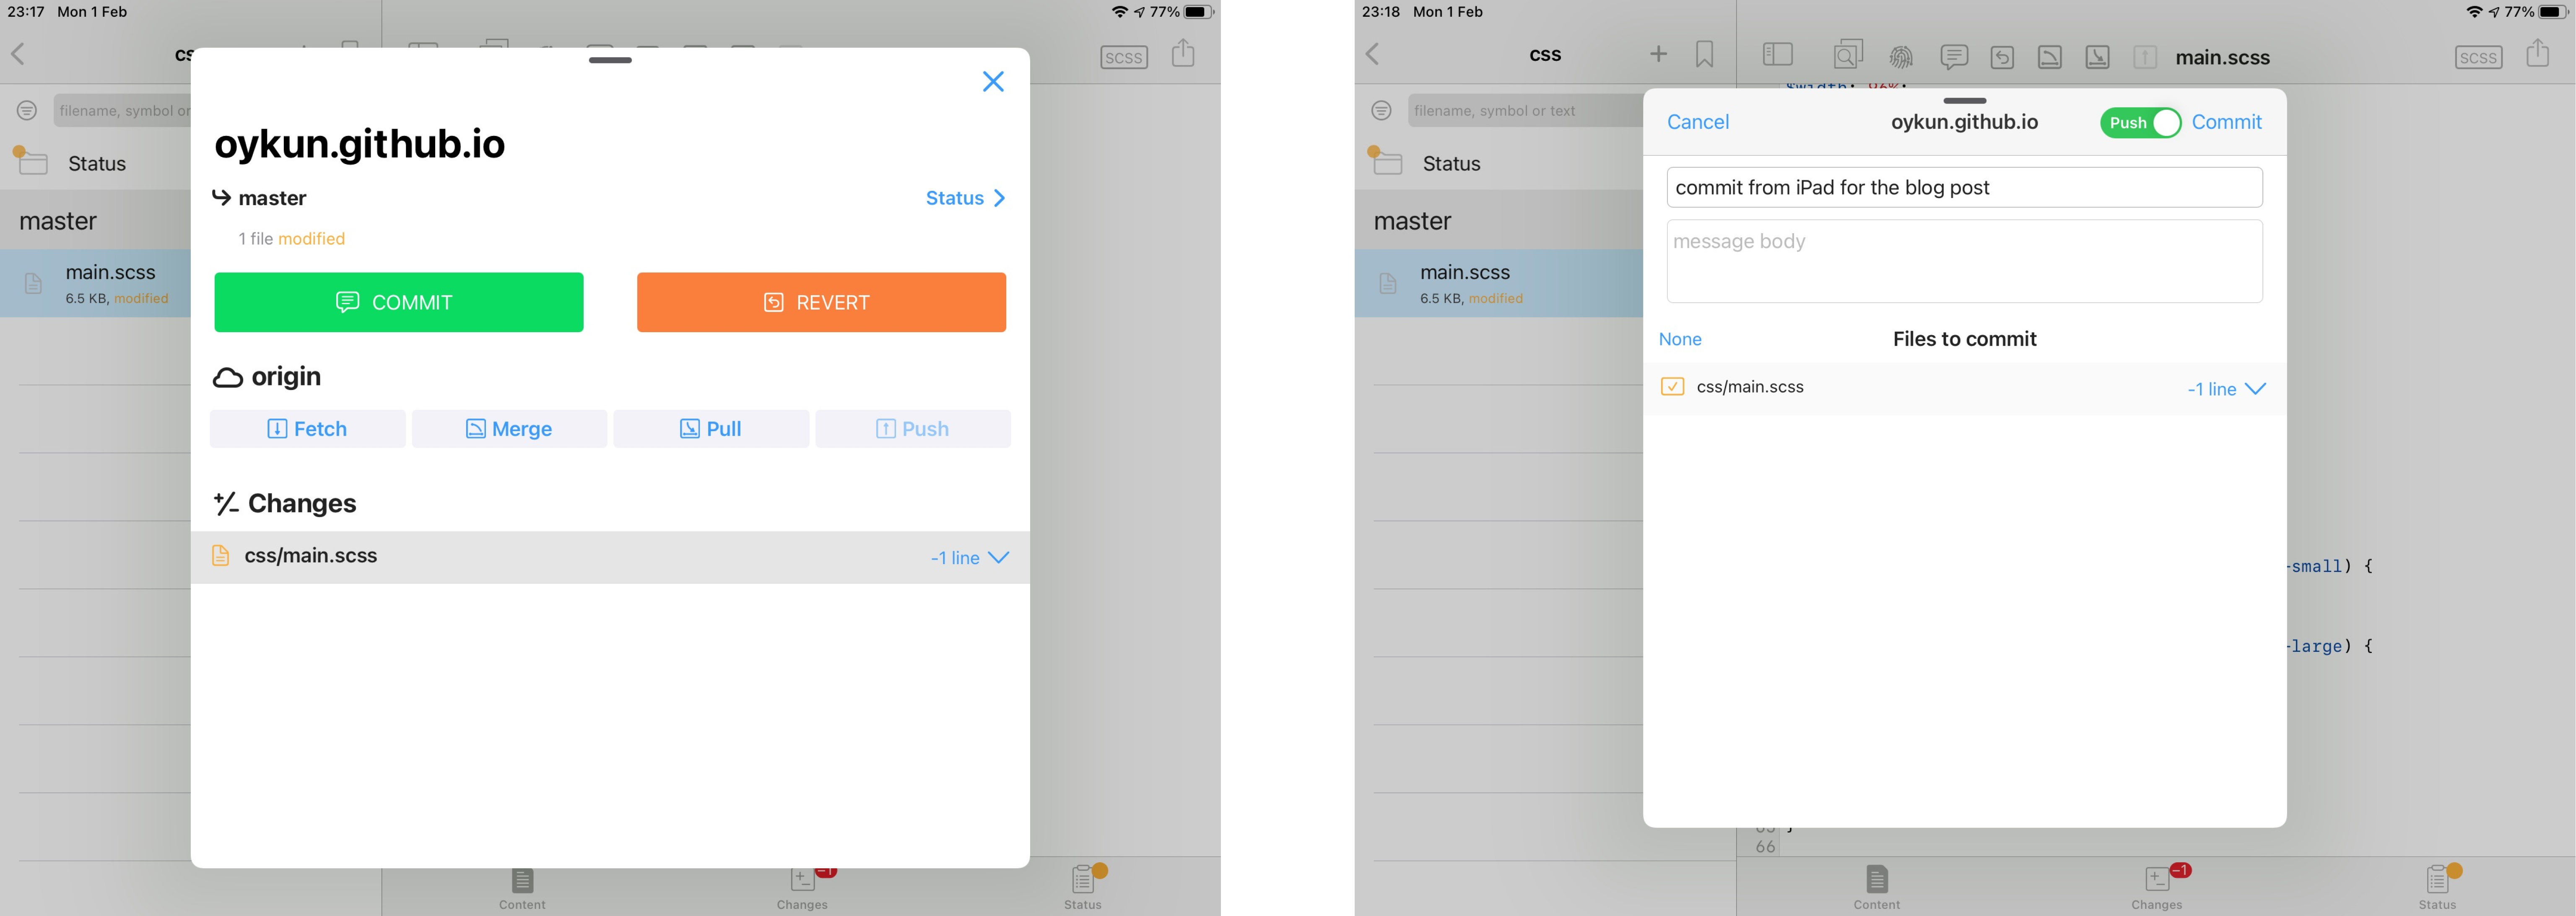 23:17 Mon 1 Feb
77%
cs
SCSS
filename, symbol or
Status
master
main.scss
6.5 KB, modified
oykun.github.io
master
Status
1 file modified
COMMIT
REVERT
origin
Fetch
Merge
Pull
Push
Changes
css/main.scss
-1 line
Content
Changes
-1
Status
23:18 Mon 1 Feb
77%
css
main.scss
SCSS
filename, symbol or text
Status
master
main.scss
6.5 KB, modified
$width: 96%;
Cancel
oykun.github.io
Push
Commit
commit from iPad for the blog post
message body
None
Files to commit
css/main.scss
-1 line
-small) {
-large) {
65 }
66
Content
Changes
-1
Status